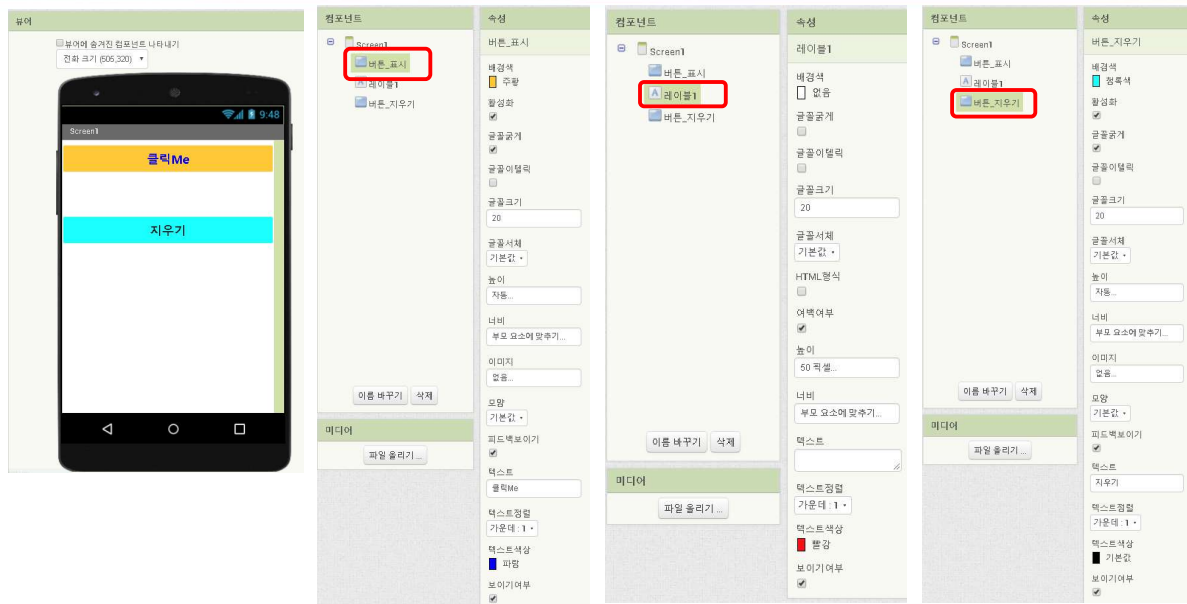 뷰어
뷰어에 숨겨진 컴포넌트 나타내기
전화 크기 (505,320)
9:48
Screen1
클릭Me
지우기
컴포넌트
Screen1
버튼_표시
레이블1
버튼_지우기
이름 바꾸기 삭제
미디어
파일 올리기 ...
속성
버튼_표시
배경색
주황
활성화
글꼴굵게
글꼴이텔릭
글꼴크기
20
글꼴서체
기본값
높이
자동...
너비
부모 요소에 맞추기...
이미지
없음...
모양
기본값
피드백보이기
텍스트
클릭Me
텍스트정렬
가운데 : 1
텍스트색상
파랑
보이기여부
컴포넌트
Screen1
버튼_표시
레이블1
버튼_지우기
이름 바꾸기 삭제
미디어
파일 올리기 ...
속성
레이블1
배경색
없음
글꼴굵게
글꼴이텔릭
글꼴크기
20
글꼴서체
기본값
HTML형식
여백여부
높이
50 픽셀...
너비
부모 요소에 맞추기...
텍스트
텍스트정렬
가운데 : 1
텍스트색상
빨강
보이기여부
컴포넌트
Screen1
버튼_표시
레이블1
버튼_지우기
이름 바꾸기 삭제
미디어
파일 올리기 ...
속성
버튼_지우기
배경색
청록색
활성화
글꼴굵게
글꼴이텔릭
글꼴크기
20
글꼴서체
기본값
높이
자동...
너비
부모 요소에 맞추기...
이미지
없음...
모양
기본값
피드백보이기
텍스트
지우기
텍스트정렬
가운데 : 1
텍스트색상
기본값
보이기여부